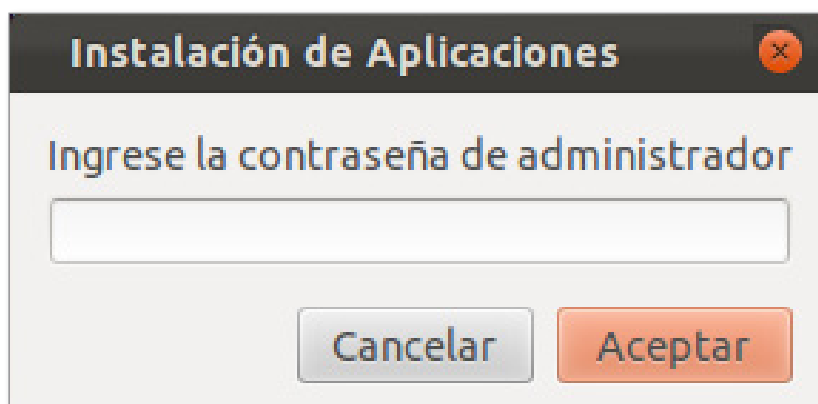 Instalación de Aplicaciones
Ingrese la contraseña de administrador
Cancelar Aceptar